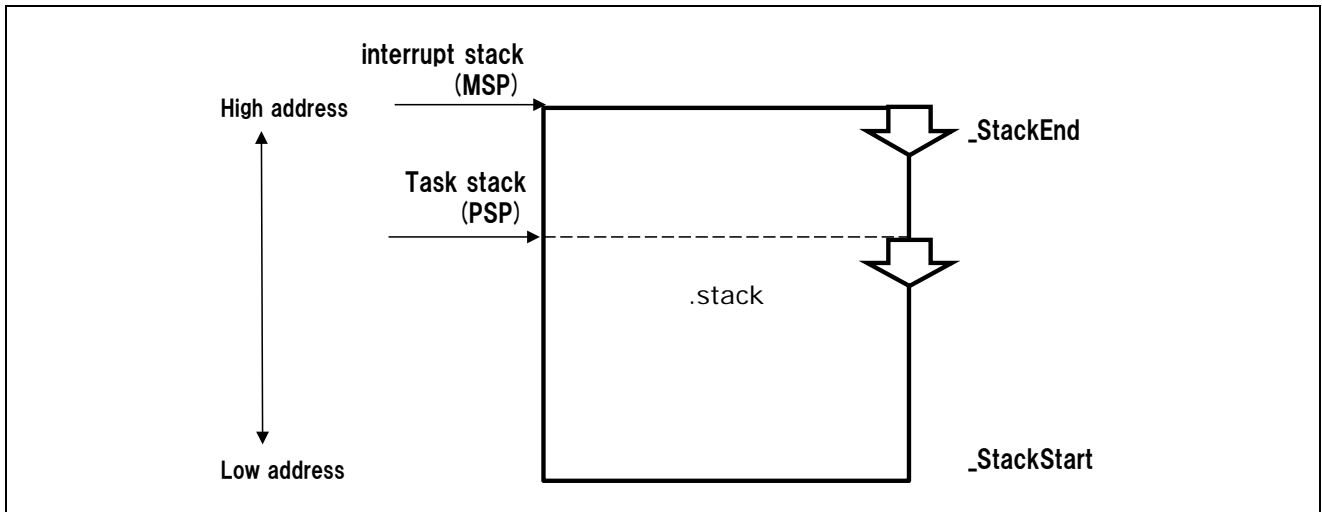 interrupt stack
(MSP)
High address
_StackEnd
Task stack
(PSP)
.stack
Low address
_StackStart